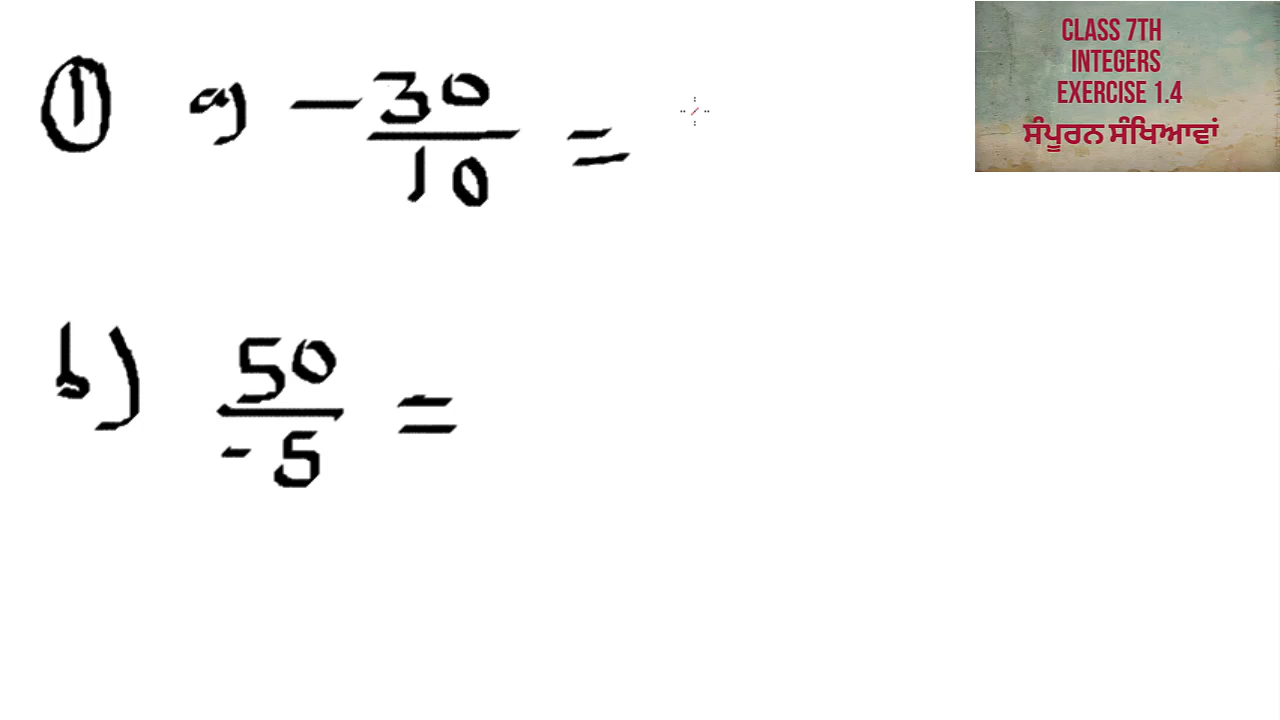 ① a) -30/10 =
b) 50/-5 =
CLASS 7TH
INTEGERS
EXERCISE 1.4
ਸੰਪੂਰਨ ਸੰਖਿਆਵਾਂ